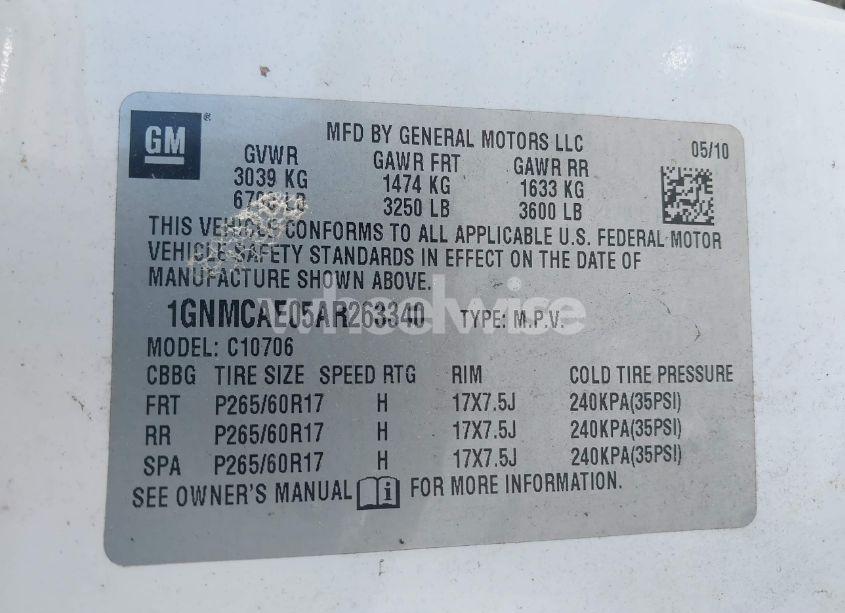 GM ®
MFD BY GENERAL MOTORS LLC
05/10
GVWR GAWR FRT GAWR RR
3039 KG 1474 KG 1633 KG
LB 3250 LB 3600 LB
THIS VEHICLE CONFORMS TO ALL APPLICABLE U.S. FEDERAL MOTOR
VEHICLE SAFETY STANDARDS IN EFFECT ON THE DATE OF
MANUFACTURE SHOWN ABOVE.
1GNMCAE05AR263340 TYPE: M.P.V.
wheelwise
MODEL: C10706
CBBG TIRE SIZE SPEED RTG RIM COLD TIRE PRESSURE
FRT P265/60R17 H 17X7.5J 240KPA(35PSI)
RR P265/60R17 H 17X7.5J 240KPA(35PSI)
SPA P265/60R17 H 17X7.5J 240KPA(35PSI)
SEE OWNER'S MANUAL i FOR MORE INFORMATION.